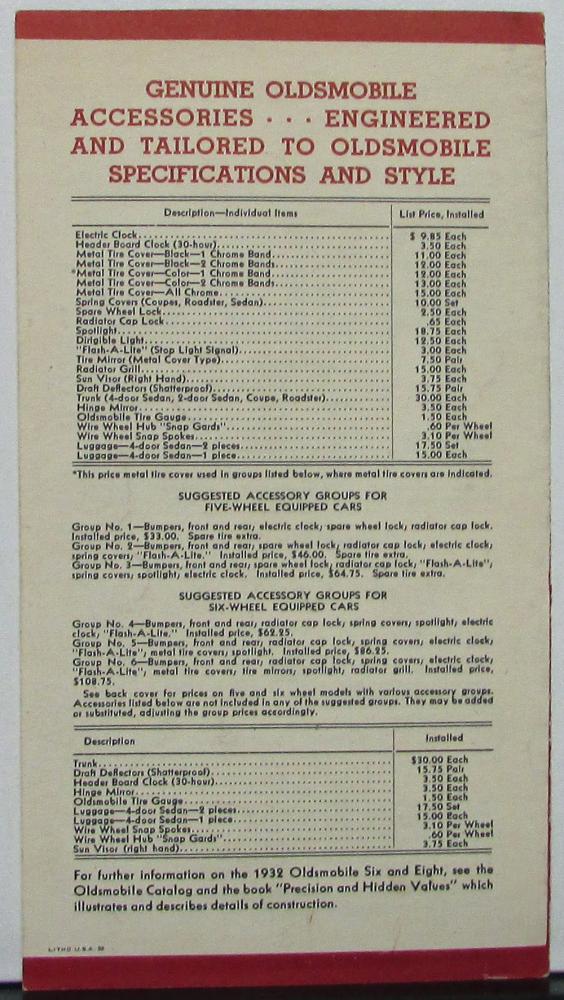 GENUINE OLDSMOBILE
ACCESSORIES · · · ENGINEERED
AND TAILORED TO OLDSMOBILE
SPECIFICATIONS AND STYLE
Description—Individual Items List Price, Installed
Electric Clock $ 9.85 Each
Header Board Clock (30-hour) 3.50 Each
Metal Tire Cover—Black—1 Chrome Band 11.00 Each
Metal Tire Cover—Black—2 Chrome Bands 12.00 Each
*Metal Tire Cover—Color—1 Chrome Band 12.00 Each
Metal Tire Cover—Color—2 Chrome Bands 13.00 Each
Metal Tire Cover—All Chrome 15.00 Each
Spring Covers (Coupes, Roadster, Sedan) 10.00 Set
Spare Wheel Lock 2.50 Each
Radiator Cap Lock .65 Each
Spotlight 18.75 Each
Dirigible Light 12.50 Each
"Flash-A-Lite" (Stop Light Signal) 3.00 Each
Tire Mirror (Metal Cover Type) 7.50 Pair
Radiator Grill 15.00 Each
Sun Visor (Right Hand) 3.75 Each
Draft Deflectors (Shatterproof) 15.75 Pair
Trunk (4-door Sedan, 2-door Sedan, Coupe, Roadster) 30.00 Each
Hinge Mirror 3.50 Each
Oldsmobile Tire Gauge 1.50 Each
Wire Wheel Hub "Snap Gards" .60 Per Wheel
Wire Wheel Snap Spokes 3.10 Per Wheel
Luggage—4-door Sedan—2 pieces 17.50 Set
Luggage—4-door Sedan—1 piece 15.00 Each
*This price metal tire cover used in groups listed below, where metal tire covers are indicated.
SUGGESTED ACCESSORY GROUPS FOR
FIVE-WHEEL EQUIPPED CARS
Group No. 1—Bumpers, front and rear; electric clock; spare wheel lock; radiator cap lock.
Installed price, $33.00. Spare tire extra.
Group No. 2—Bumpers, front and rear; spare wheel lock; radiator cap lock; electric clock;
spring covers; "Flash-A-Lite." Installed price, $46.00. Spare tire extra.
Group No. 3—Bumpers, front and rear; spare wheel lock; radiator cap lock; "Flash-A-Lite";
spring covers; spotlight; electric clock. Installed price, $64.75. Spare tire extra.
SUGGESTED ACCESSORY GROUPS FOR
SIX-WHEEL EQUIPPED CARS
Group No. 4—Bumpers, front and rear; radiator cap lock; spring covers; spotlight; electric
clock; "Flash-A-Lite." Installed price, $62.25.
Group No. 5—Bumpers, front and rear; radiator cap lock; spring covers; electric clock;
"Flash-A-Lite"; metal tire covers; spotlight. Installed price, $86.25.
Group No. 6—Bumpers, front and rear; radiator cap lock; spring covers; electric clock;
"Flash-A-Lite"; metal tire covers; tire mirrors; spotlight; radiator grill. Installed price,
$108.75.
See back cover for prices on five and six wheel models with various accessory groups.
Accessories listed below are not included in any of the suggested groups. They may be added
or substituted, adjusting the group prices accordingly.
Description Installed
Trunk $30.00 Each
Draft Deflectors (Shatterproof) 15.75 Pair
Header Board Clock (30-hour) 3.50 Each
Hinge Mirror 3.50 Each
Oldsmobile Tire Gauge 1.50 Each
Luggage—4-door Sedan—2 pieces 17.50 Set
Luggage—4-door Sedan—1 piece 15.00 Each
Wire Wheel Snap Spokes 3.10 Per Wheel
Wire Wheel Hub "Snap Gards" .60 Per Wheel
Sun Visor (right hand) 3.75 Each
For further information on the 1932 Oldsmobile Six and Eight, see the
Oldsmobile Catalog and the book "Precision and Hidden Values" which
illustrates and describes details of construction.
LITHO U.S.A.